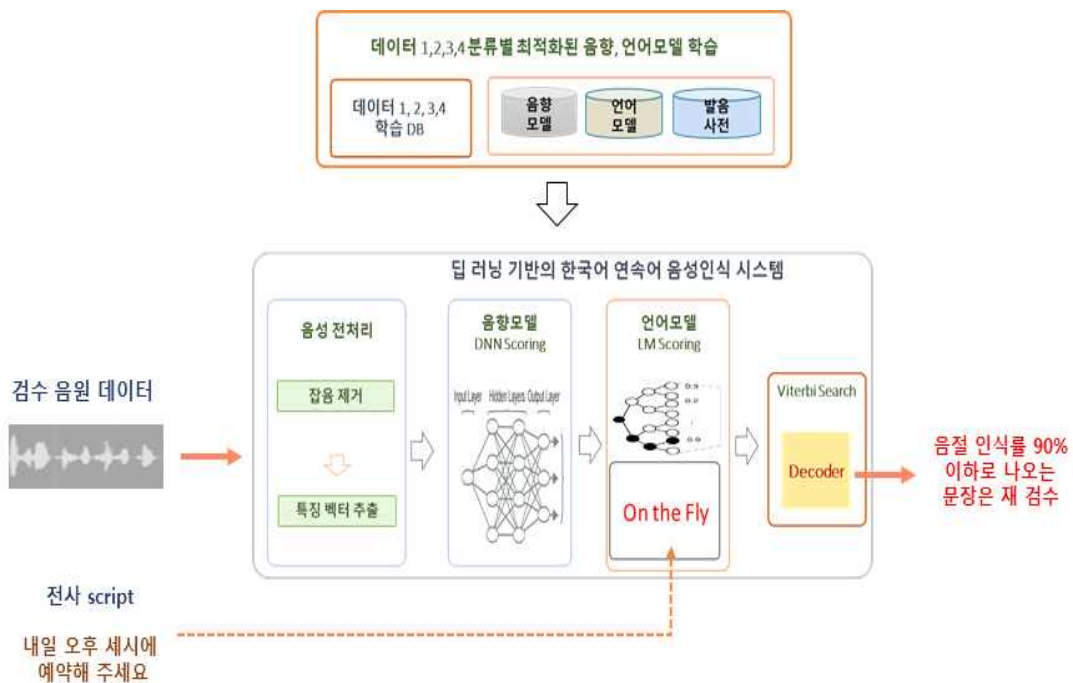 데이터 1,2,3,4 분류별 최적화된 음향, 언어모델 학습
데이터 1, 2, 3,4
학습 DB
음향
모델
언어
모델
발음
사전
딥 러닝 기반의 한국어 연속어 음성인식 시스템
음성 전처리
잡음 제거
특징 벡터 추출
음향모델
DNN Scoring
Input Layer Hidden Layers Output Layer
언어모델
LM Scoring
0.2
On the Fly
Viterbi Search
Decoder
검수 음원 데이터
음절 인식률 90%
이하로 나오는
문장은 재 검수
전사 script
내일 오후 세시에
예약해 주세요